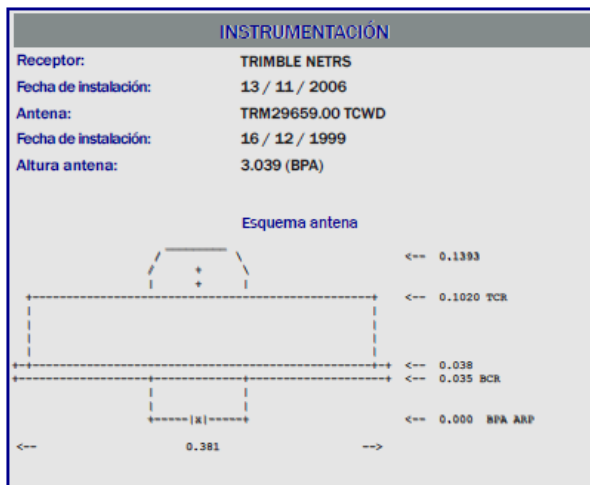 INSTRUMENTACIÓN
Receptor: TRIMBLE NETRS
Fecha de instalación: 13 / 11 / 2006
Antena: TRM29659.00 TCWD
Fecha de instalación: 16 / 12 / 1999
Altura antena: 3.039 (BPA)
Esquema antena
<-- 0.1393
<-- 0.1020 TCR
<-- 0.038
<-- 0.035 BCR
|x| <-- 0.000 BPA ARP
<-- 0.381 -->